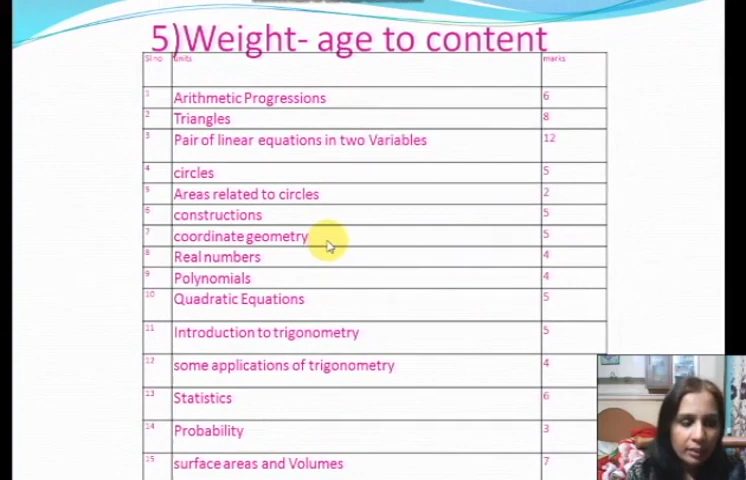 5)Weight- age to content
Sl no units marks
1 Arithmetic Progressions 6
2 Triangles 8
3 Pair of linear equations in two Variables 12
4 circles 5
5 Areas related to circles 2
6 constructions 5
7 coordinate geometry 5
8 Real numbers 4
9 Polynomials 4
10 Quadratic Equations 5
11 Introduction to trigonometry 5
12 some applications of trigonometry 4
13 Statistics 6
14 Probability 3
15 surface areas and Volumes 7